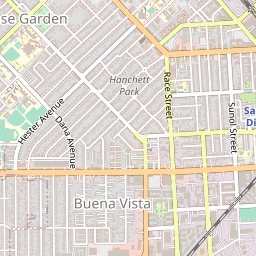 se Garden
Hanchett
Park
Race Street
Sunol Street
Hester Avenue
Dana Avenue
Sa
Di
Buena Vista